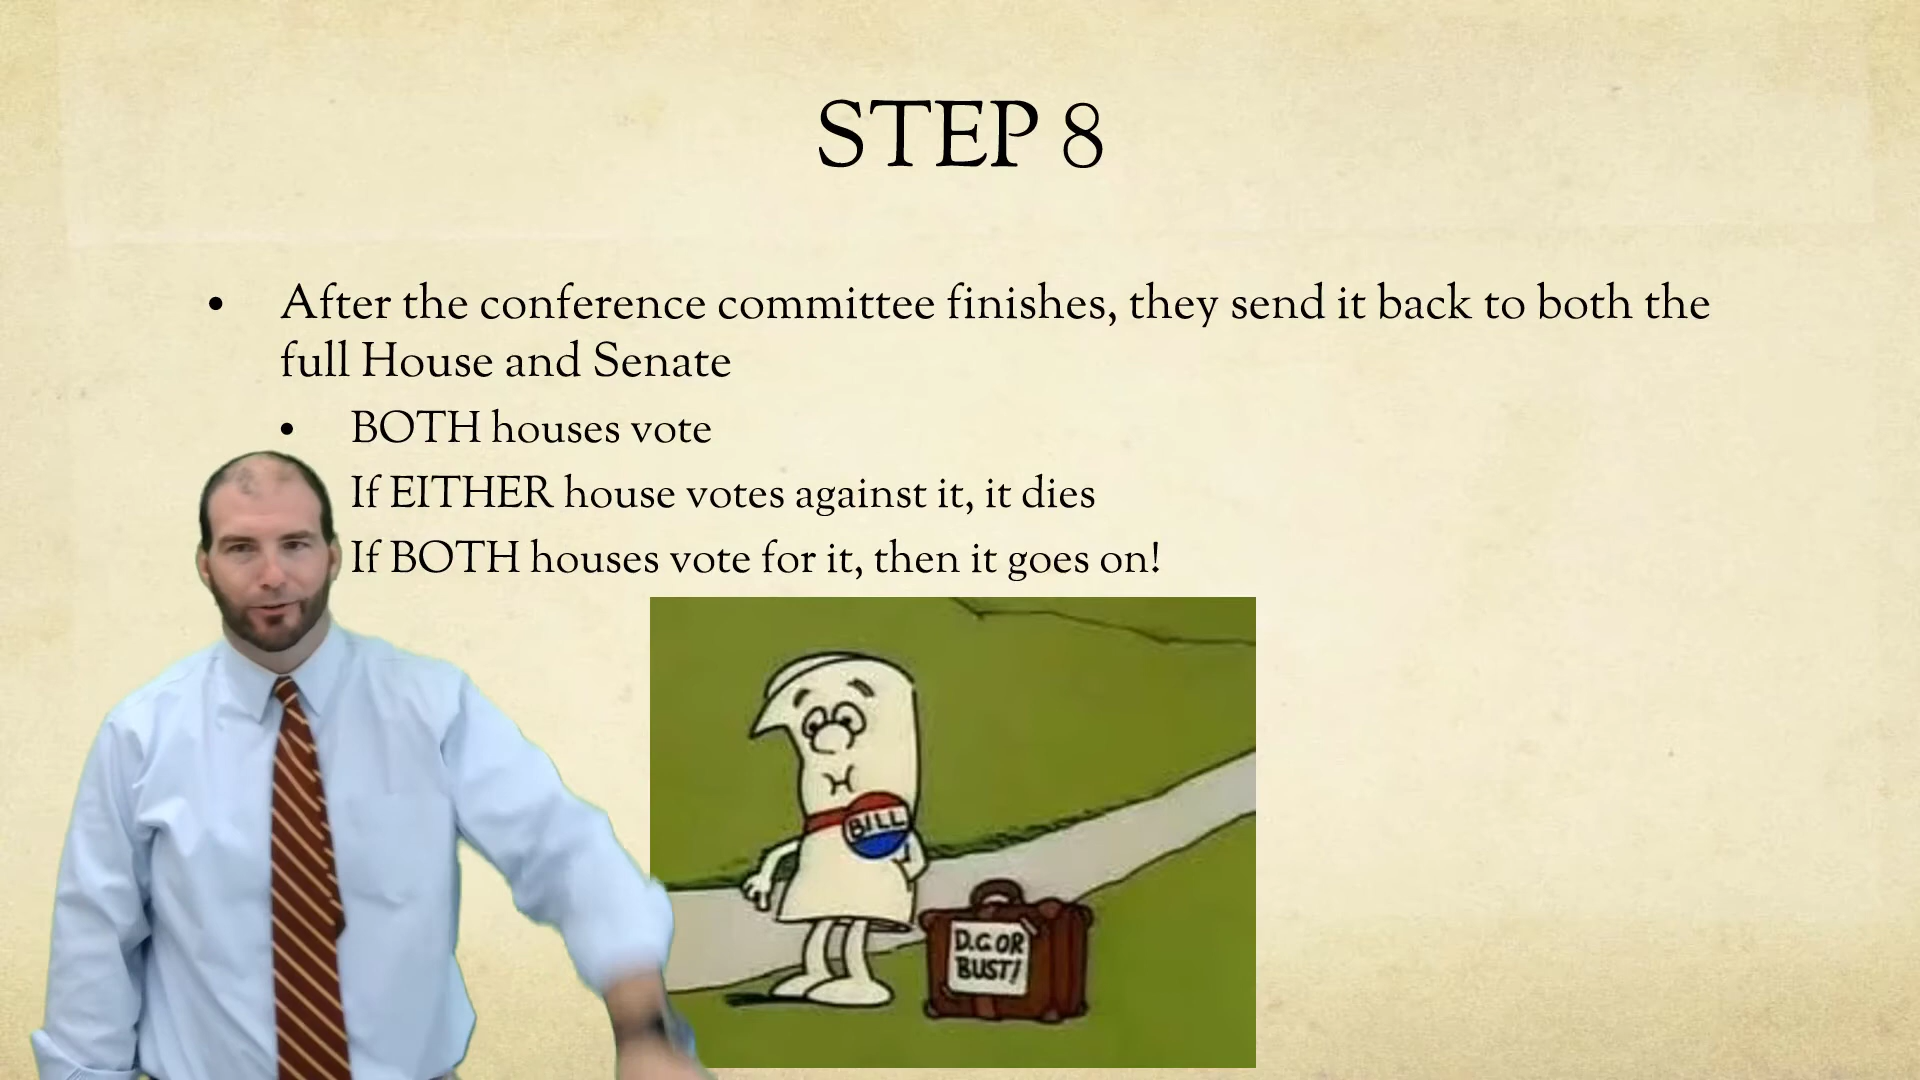 STEP 8
• After the conference committee finishes, they send it back to both the
full House and Senate
• BOTH houses vote
If EITHER house votes against it, it dies
If BOTH houses vote for it, then it goes on!
BILL
D.C. OR
BUST!